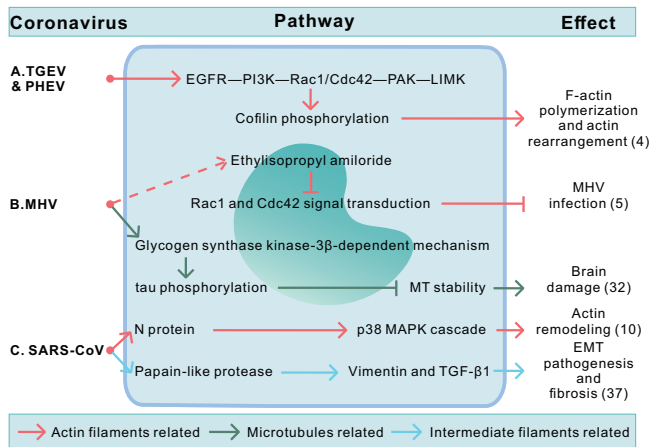 Coronavirus Pathway Effect
A.TGEV
& PHEV
EGFR—PI3K—Rac1/Cdc42—PAK—LIMK
Cofilin phosphorylation
F-actin
polymerization
and actin
rearrangement (4)
B.MHV
Ethylisopropyl amiloride
Rac1 and Cdc42 signal transduction
MHV
infection (5)
Glycogen synthase kinase-3β-dependent mechanism
tau phosphorylation MT stability
Brain
damage (32)
C. SARS-CoV
N protein p38 MAPK cascade
Actin
remodeling (10)
Papain-like protease Vimentin and TGF-β1
EMT
pathogenesis
and
fibrosis (37)
Actin filaments related Microtubules related Intermediate filaments related